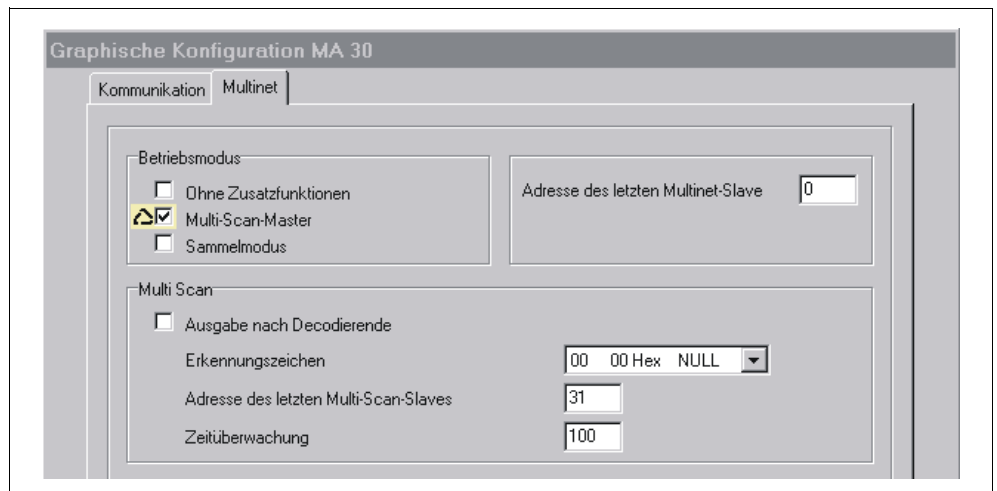 Graphische Konfiguration MA 30
Kommunikation Multinet
Betriebsmodus
Ohne Zusatzfunktionen
Multi-Scan-Master
Sammelmodus
Adresse des letzten Multinet-Slave 0
Multi Scan
Ausgabe nach Decodierende
Erkennungszeichen 00 00 Hex NULL
Adresse des letzten Multi-Scan-Slaves 31
Zeitüberwachung 100